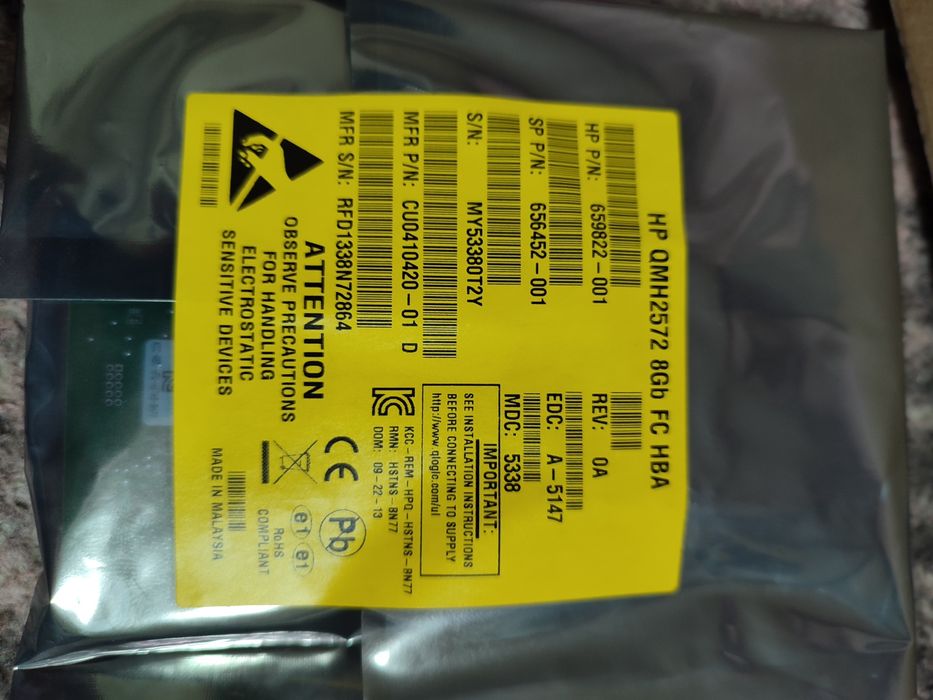 HP QMH2572 8Gb FC HBA
HP P/N: 659822-001
REV: 0A
SP P/N: 656452-001
EDC: A-5147
S/N: MY53380T2Y
MDC: 5338
MFR P/N: CU0410420-01 D
MFR S/N: RFD1338N72864
IMPORTANT:
SEE INSTALLATION INSTRUCTIONS
BEFORE CONNECTING TO SUPPLY
http://www.qlogic.com/ul
KCC-REM-HPQ-HSTNS-BN77
RMN: HSTNS-BN77
DOM: 09-22-13
ATTENTION
OBSERVE PRECAUTIONS
FOR HANDLING
ELECTROSTATIC
SENSITIVE DEVICES
CE
Pb
e1 e1
RoHS
COMPLIANT
MADE IN MALAYSIA